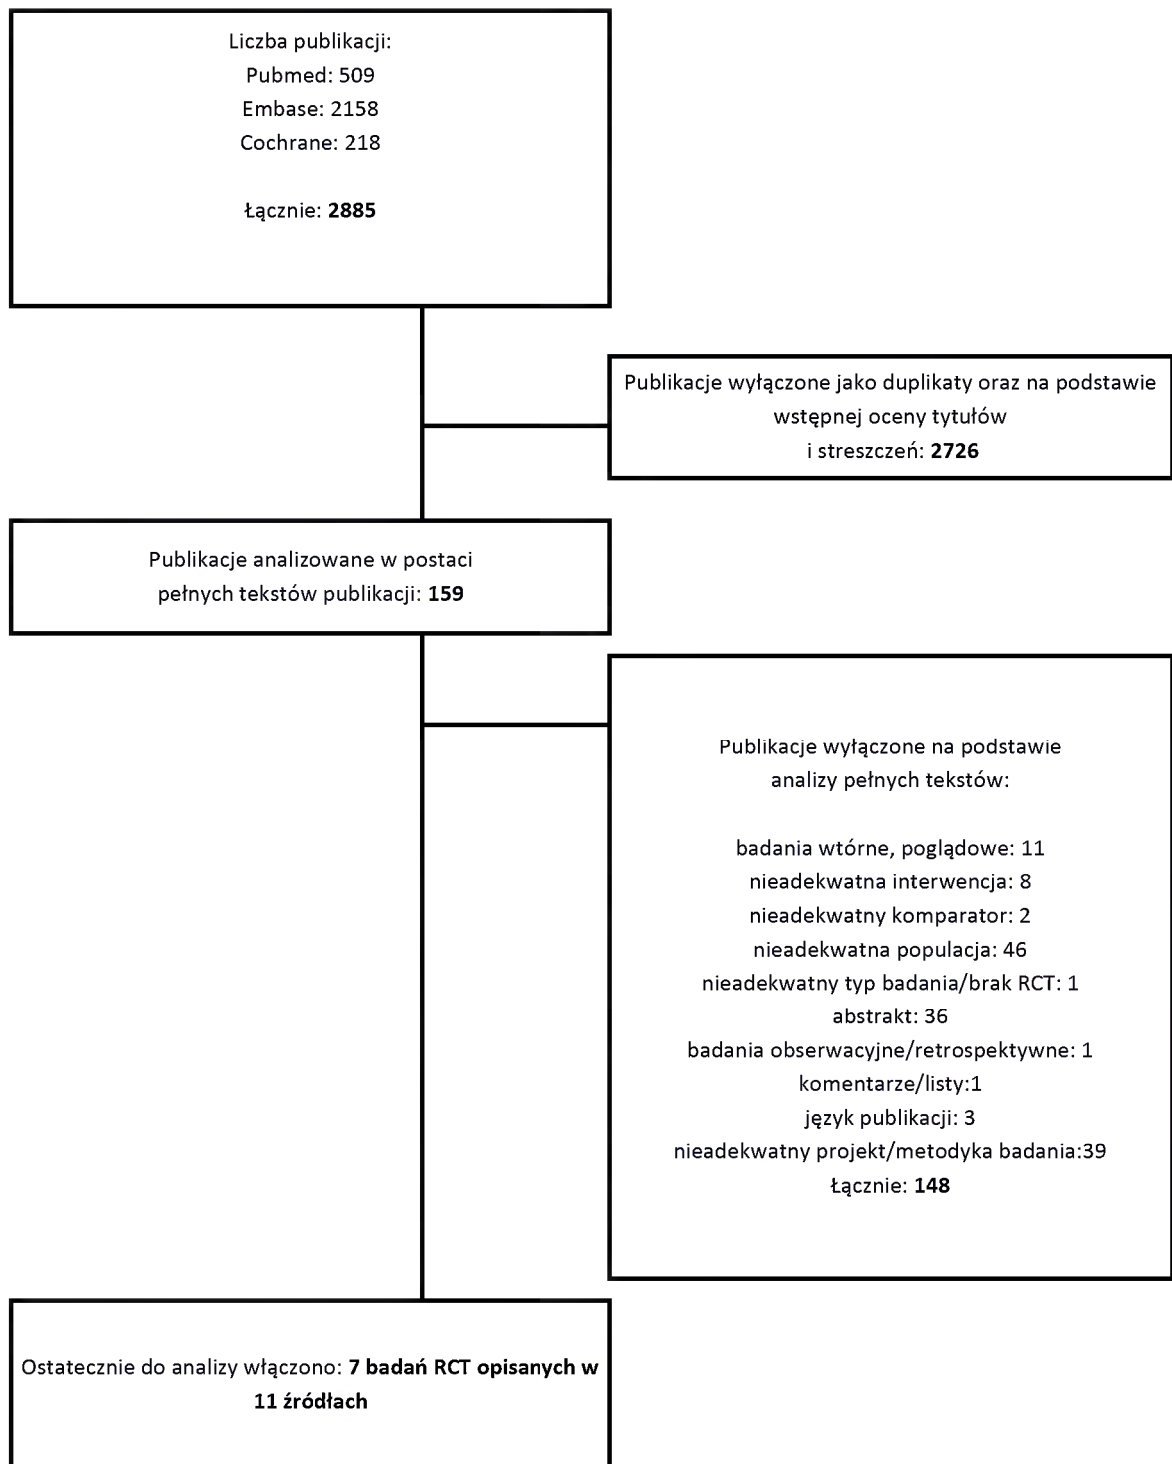 Liczba publikacji:
Pubmed: 509
Embase: 2158
Cochrane: 218
Łącznie: 2885
Publikacje wyłączone jako duplikaty oraz na podstawie
wstępnej oceny tytułów
i streszczeń: 2726
Publikacje analizowane w postaci
pełnych tekstów publikacji: 159
Publikacje wyłączone na podstawie
analizy pełnych tekstów:
badania wtórne, poglądowe: 11
nieadekwatna interwencja: 8
nieadekwatny komparator: 2
nieadekwatna populacja: 46
nieadekwatny typ badania/brak RCT: 1
abstrakt: 36
badania obserwacyjne/retrospektywne: 1
komentarze/listy:1
język publikacji: 3
nieadekwatny projekt/metodyka badania:39
Łącznie: 148
Ostatecznie do analizy włączono: 7 badań RCT opisanych w
11 źródłach